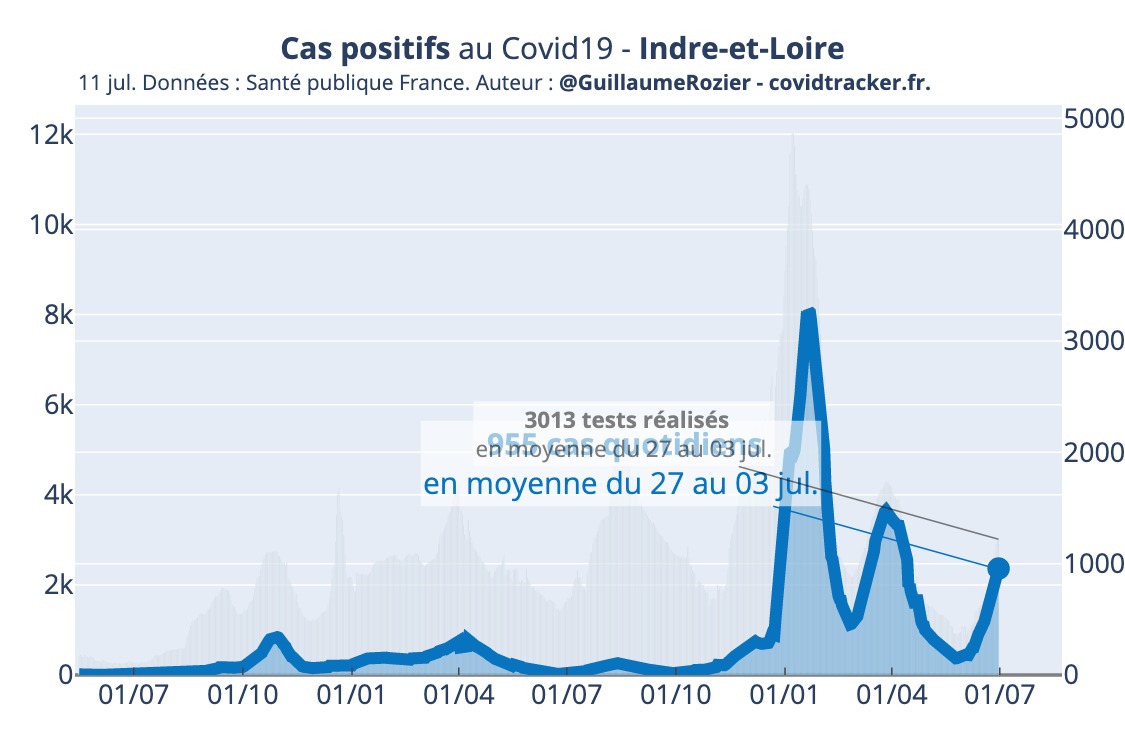 Cas positifs au Covid19 - Indre-et-Loire
11 jul. Données : Santé publique France. Auteur : @GuillaumeRozier - covidtracker.fr.
12k
10k
8k
6k
4k
2k
0
5000
4000
3000
2000
1000
0
3013 tests réalisés
en moyenne du 27 au 03 jul.
955 cas quotidiens
en moyenne du 27 au 03 jul.
01/07 01/10 01/01 01/04 01/07 01/10 01/01 01/04 01/07